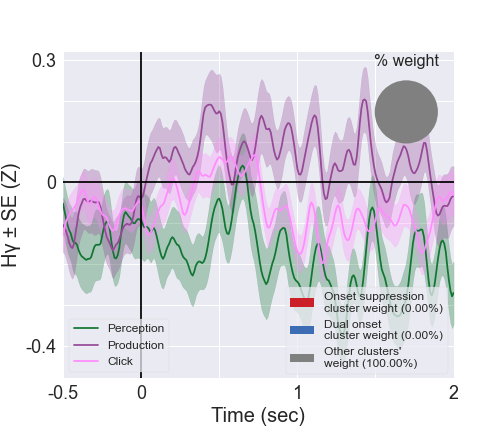 % weight
0.3
0
-0.4
Hγ ± SE (Z)
Perception
Production
Click
Onset suppression
cluster weight (0.00%)
Dual onset
cluster weight (0.00%)
Other clusters'
weight (100.00%)
-0.5
0
1
2
Time (sec)